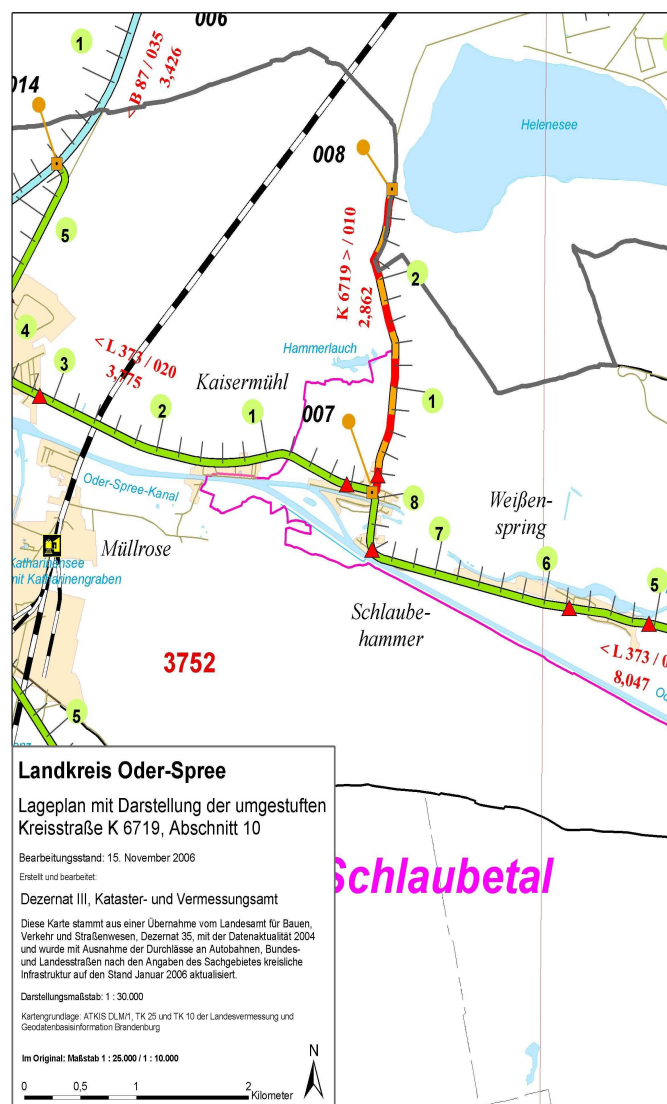 006
1
< B 87 / 035
3,426
014
008
Helenesee
5
K 6719 > / 010
2,862
2
4
3
< L 373 / 020
3,775
Hammerlauch
Kaisermühl
2
1
007
1
Oder-Spree-Kanal
8
Weißen-
spring
7
Müllrose
Katharinensee
mit Katharinengraben
6
5
Schlaube-
hammer
3752
< L 373 / 0
8,047
Od
5
Schlaubetal
Landkreis Oder-Spree
Lageplan mit Darstellung der umgestuften
Kreisstraße K 6719, Abschnitt 10
Bearbeitungsstand: 15. November 2006
Erstellt und bearbeitet:
Dezernat III, Kataster- und Vermessungsamt
Diese Karte stammt aus einer Übernahme vom Landesamt für Bauen,
Verkehr und Straßenwesen, Dezernat 35, mit der Datenaktualität 2004
und wurde mit Ausnahme der Durchlässe an Autobahnen, Bundes-
und Landesstraßen nach den Angaben des Sachgebietes kreisliche
Infrastruktur auf den Stand Januar 2006 aktualisiert.
Darstellungsmaßstab: 1 : 30.000
Kartengrundlage: ATKIS DLM/1, TK 25 und TK 10 der Landesvermessung und
Geodatenbasisinformation Brandenburg
Im Original: Maßstab 1 : 25.000 / 1 : 10.000
N
0 0,5 1 2
Kilometer